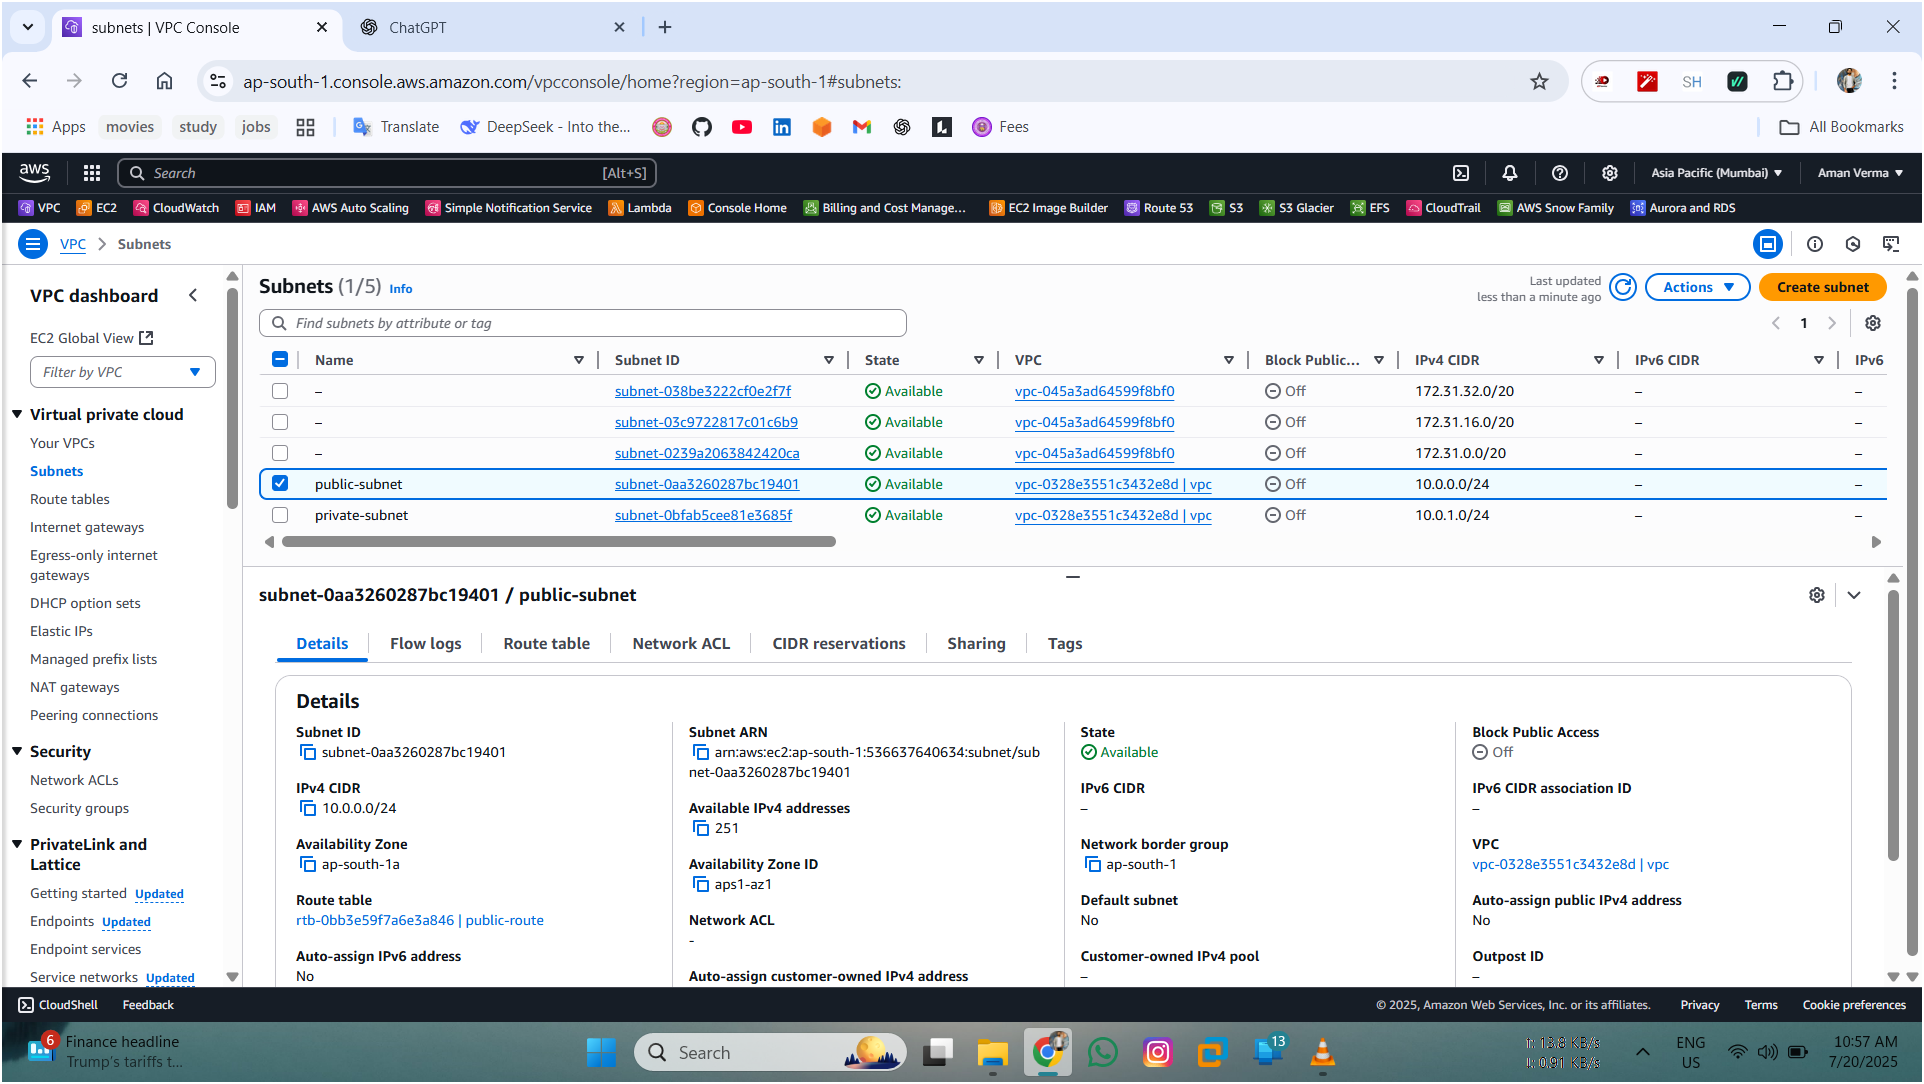 subnets | VPC Console
ChatGPT
ap-south-1.console.aws.amazon.com/vpcconsole/home?region=ap-south-1#subnets:
SH
Apps
movies
study
jobs
Translate
DeepSeek - Into the...
Fees
All Bookmarks
aws
Search
[Alt+S]
Asia Pacific (Mumbai)
Aman Verma
VPC
EC2
CloudWatch
IAM
AWS Auto Scaling
Simple Notification Service
Lambda
Console Home
Billing and Cost Manage...
EC2 Image Builder
Route 53
S3
S3 Glacier
EFS
CloudTrail
AWS Snow Family
Aurora and RDS
VPC > Subnets
VPC dashboard
EC2 Global View
Filter by VPC
Virtual private cloud
Your VPCs
Subnets
Route tables
Internet gateways
Egress-only internet
gateways
DHCP option sets
Elastic IPs
Managed prefix lists
NAT gateways
Peering connections
Security
Network ACLs
Security groups
PrivateLink and
Lattice
Getting started Updated
Endpoints Updated
Endpoint services
Service networks Updated
Subnets (1/5) Info
Last updated
less than a minute ago
Actions
Create subnet
Find subnets by attribute or tag
1
Name Subnet ID State VPC Block Public... IPv4 CIDR IPv6 CIDR IPv6
– subnet-038be3222cf0e2f7f Available vpc-045a3ad64599f8bf0 Off 172.31.32.0/20 – –
– subnet-03c9722817c01c6b9 Available vpc-045a3ad64599f8bf0 Off 172.31.16.0/20 – –
– subnet-0239a2063842420ca Available vpc-045a3ad64599f8bf0 Off 172.31.0.0/20 – –
public-subnet subnet-0aa3260287bc19401 Available vpc-0328e3551c3432e8d | vpc Off 10.0.0.0/24 – –
private-subnet subnet-0bfab5cee81e3685f Available vpc-0328e3551c3432e8d | vpc Off 10.0.1.0/24 – –
subnet-0aa3260287bc19401 / public-subnet
Details
Flow logs
Route table
Network ACL
CIDR reservations
Sharing
Tags
Details
Subnet ID
subnet-0aa3260287bc19401
IPv4 CIDR
10.0.0.0/24
Availability Zone
ap-south-1a
Route table
rtb-0bb3e59f7a6e3a846 | public-route
Auto-assign IPv6 address
No
Subnet ARN
arn:aws:ec2:ap-south-1:536637640634:subnet/sub
net-0aa3260287bc19401
Available IPv4 addresses
251
Availability Zone ID
aps1-az1
Network ACL
-
Auto-assign customer-owned IPv4 address
State
Available
IPv6 CIDR
–
Network border group
ap-south-1
Default subnet
No
Customer-owned IPv4 pool
–
Block Public Access
Off
IPv6 CIDR association ID
–
VPC
vpc-0328e3551c3432e8d | vpc
Auto-assign public IPv4 address
No
Outpost ID
–
CloudShell
Feedback
© 2025, Amazon Web Services, Inc. or its affiliates.
Privacy
Terms
Cookie preferences
6
Finance headline
Trump's tariffs t...
Search
13
ENG
US
10:57 AM
7/20/2025